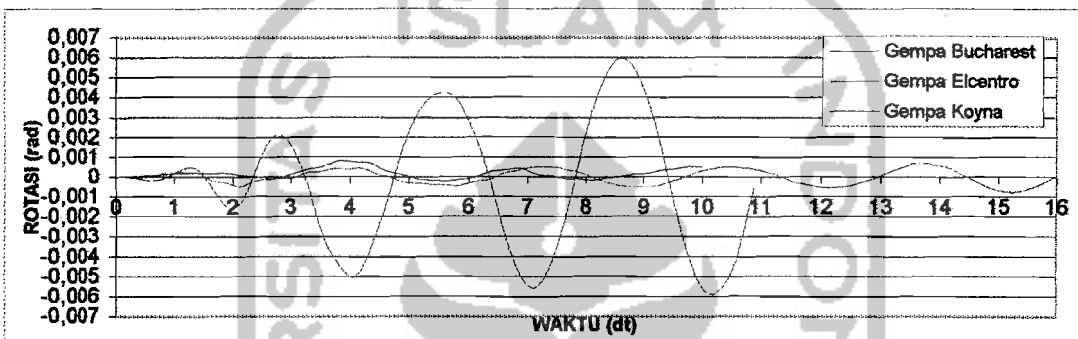 ISLAM
0,007
0,006
0,005
0,004
0,003
0,002
0,001
0
-0,001
-0,002
-0,003
-0,004
-0,005
-0,006
-0,007
ROTASI (rad)
0 1 2 3 4 5 6 7 8 9 10 11 12 13 14 15 16
WAKTU (dt)
Gempa Bucharest
Gempa Elcentro
Gempa Koyna